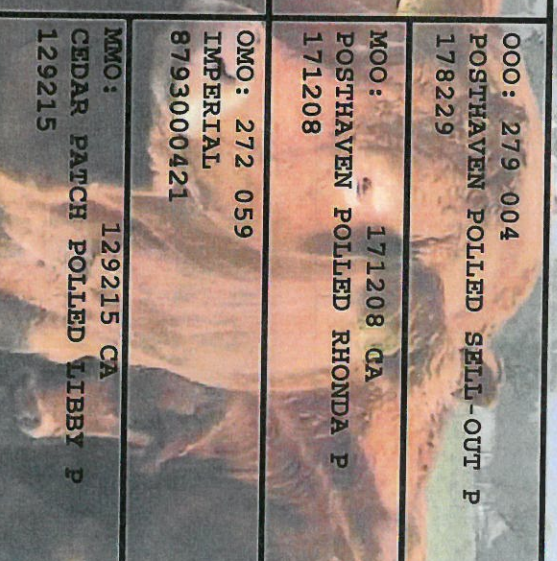 OOO: 279 004
POSTHAVEN POLLED SELL-OUT P
178229
MOO: 171208 CA
POSTHAVEN POLLED RHONDA P
171208
OMO: 272 059
IMPERIAL
8793000421
MMO: 129215 CA
CEDAR PATCH POLLED LIBBY P
129215